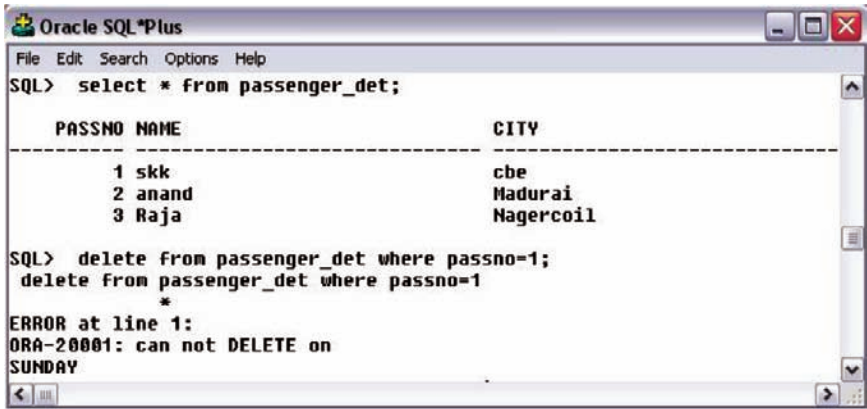 Oracle SQL*Plus
File Edit Search Options Help
SQL> select * from passenger_det;
PASSNO NAME CITY
---------- ------------------------------ ------------------------------
1 skk cbe
2 anand Madurai
3 Raja Nagercoil
SQL> delete from passenger_det where passno=1;
delete from passenger_det where passno=1
*
ERROR at line 1:
ORA-20001: can not DELETE on
SUNDAY